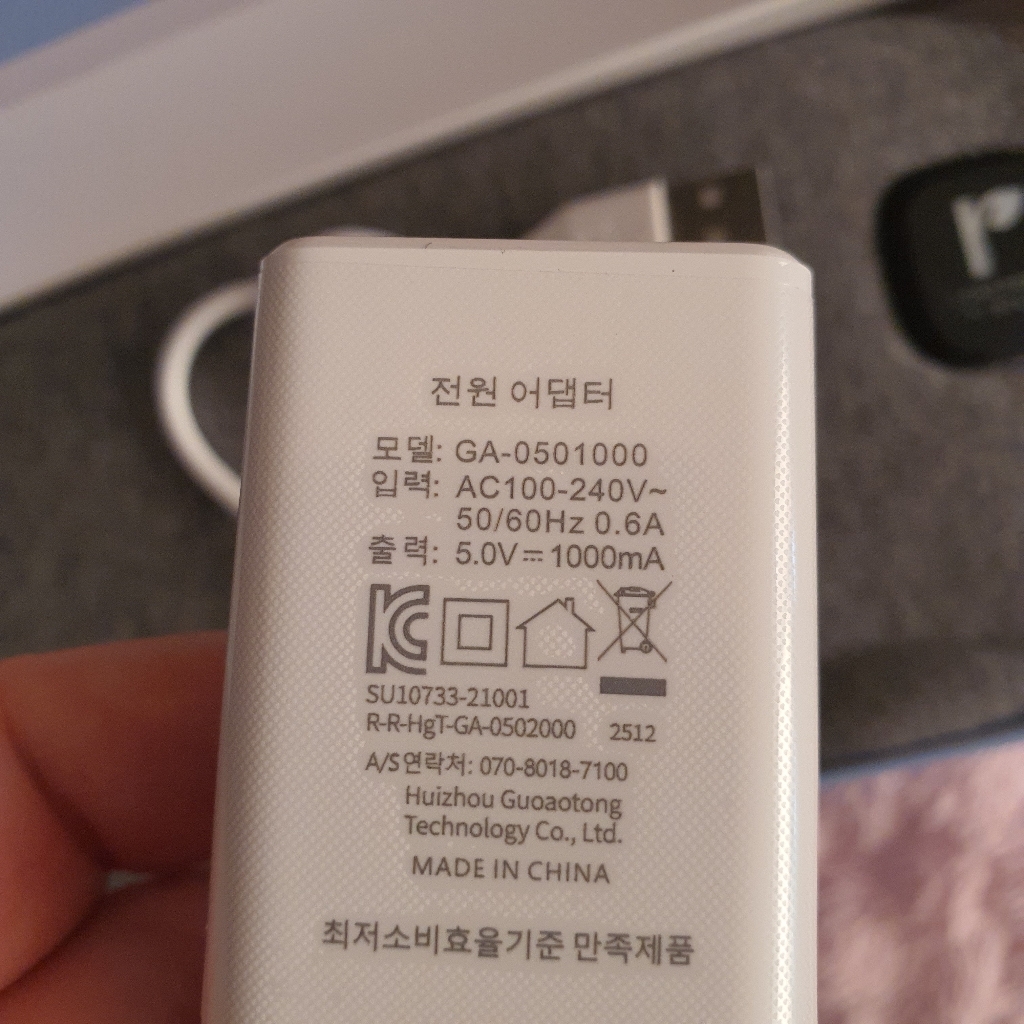 전원 어댑터
모델: GA-0501000
입력: AC100-240V~
50/60Hz 0.6A
출력: 5.0V⎓1000mA
SU10733-21001
R-R-HgT-GA-0502000 2512
A/S연락처: 070-8018-7100
Huizhou Guoaotong
Technology Co., Ltd.
MADE IN CHINA
최저소비효율기준 만족제품